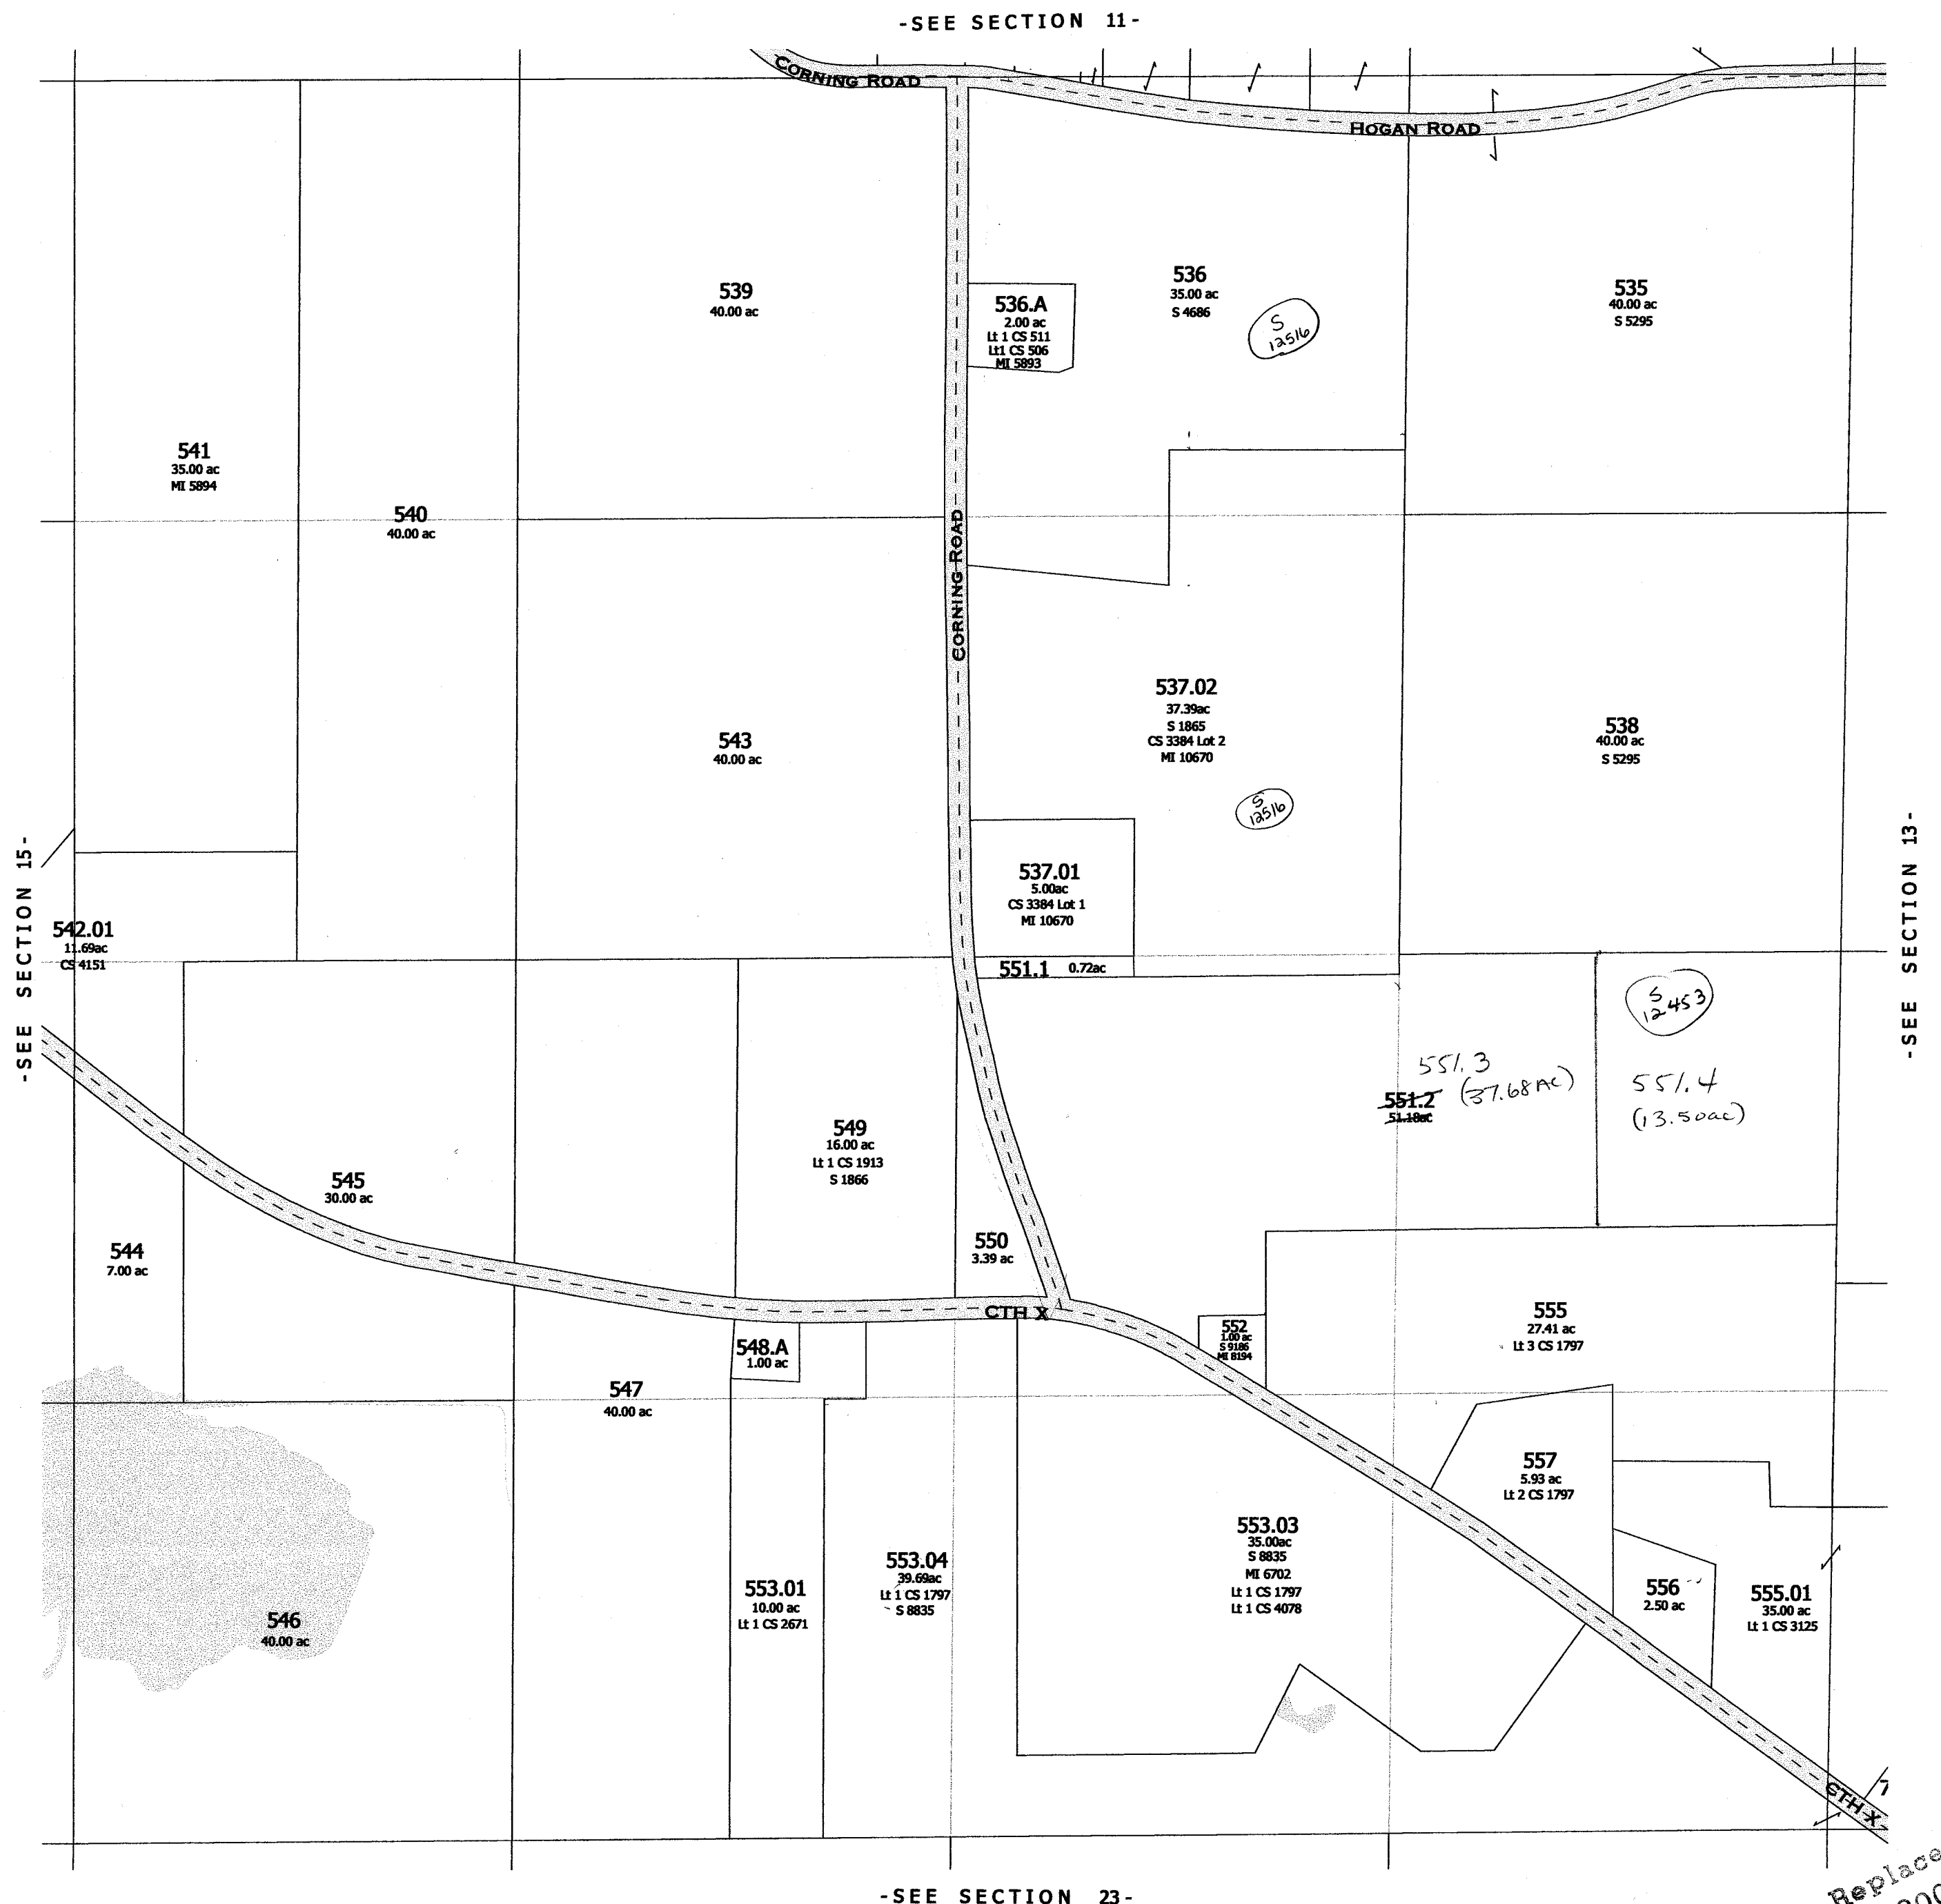 -SEE SECTION 11-
CORNING ROAD
HOGAN ROAD
539
40.00 ac
536.A
2.00 ac
Lt 1 CS 511
Lt1 CS 506
MI 5893
536
35.00 ac
S 4686
S
12516
535
40.00 ac
S 5295
541
35.00 ac
MI 5894
540
40.00 ac
CORNING ROAD
543
40.00 ac
537.02
37.39ac
S 1865
CS 3384 Lot 2
MI 10670
S
12516
538
40.00 ac
S 5295
-SEE SECTION 15-
-SEE SECTION 13-
537.01
5.00ac
CS 3384 Lot 1
MI 10670
542.01
11.69ac
CS 4151
551.1 0.72ac
S
12453
551.3
(37.68AC)
551.2
51.18ac
551.4
(13.50ac)
549
16.00 ac
Lt 1 CS 1913
S 1866
545
30.00 ac
544
7.00 ac
550
3.39 ac
CTH X
552
1.00 ac
S 9186
MI 8194
555
27.41 ac
Lt 3 CS 1797
548.A
1.00 ac
547
40.00 ac
557
5.93 ac
Lt 2 CS 1797
553.03
35.00ac
S 8835
MI 6702
Lt 1 CS 1797
Lt 1 CS 4078
553.04
39.69ac
Lt 1 CS 1797
S 8835
553.01
10.00 ac
Lt 1 CS 2671
556
2.50 ac
555.01
35.00 ac
Lt 1 CS 3125
546
40.00 ac
CTH X
7
Replace
-SEE SECTION 23-